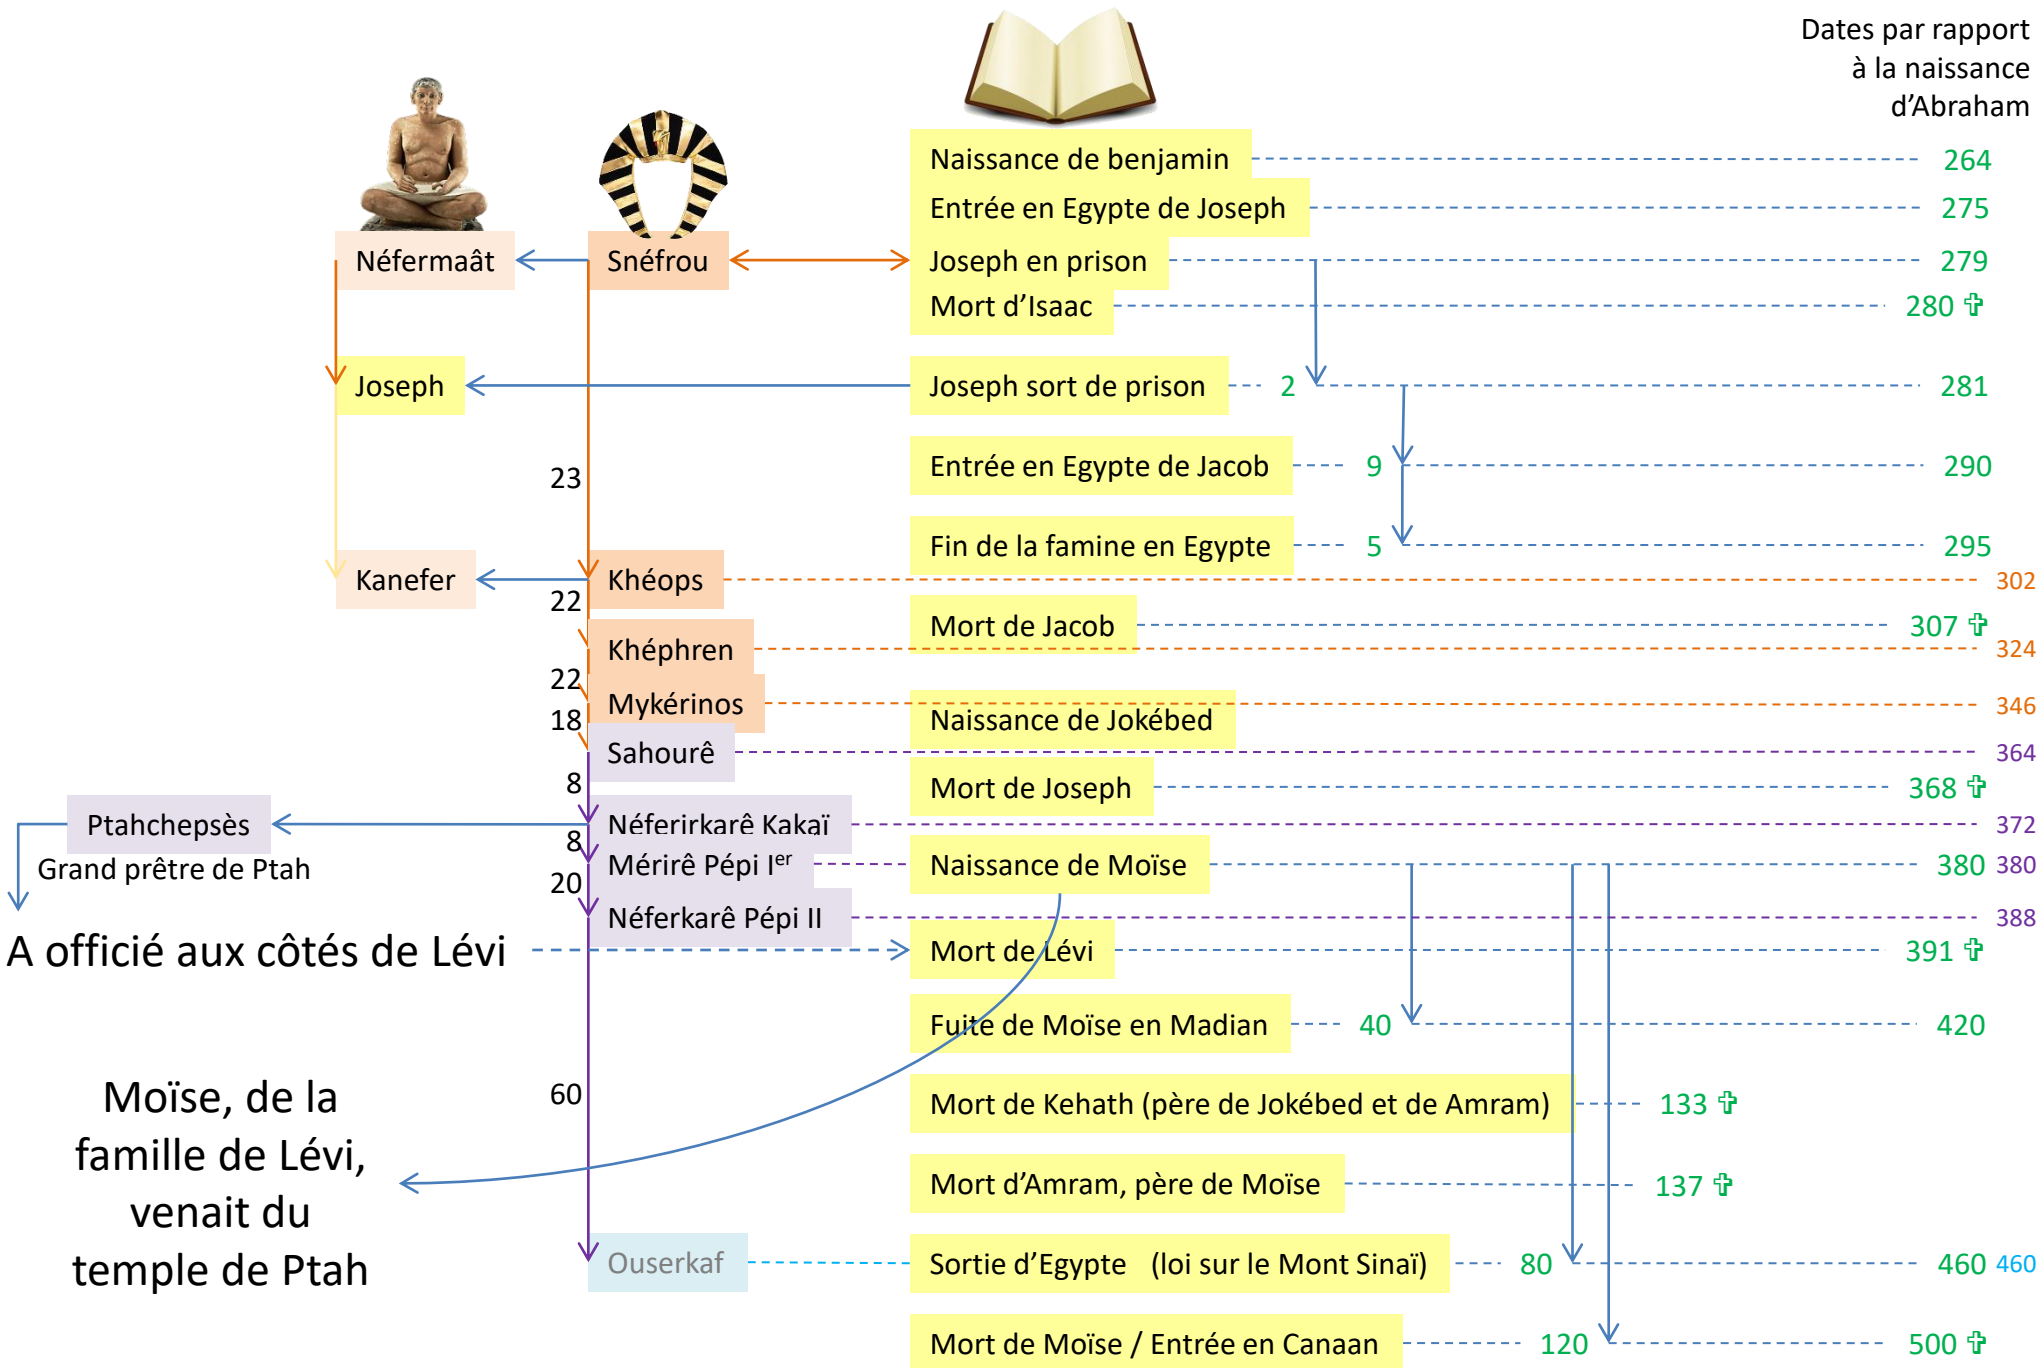 Dates par rapport
à la naissance
d’Abraham
Naissance de benjamin 264
Entrée en Egypte de Joseph 275
Néfermaât Snéfrou Joseph en prison 279
Mort d’Isaac 280 ✞
Joseph Joseph sort de prison 2 281
Entrée en Egypte de Jacob 9 290
23
Fin de la famine en Egypte 5 295
Kanefer Khéops 302
22
Mort de Jacob 307 ✞
Khéphren 324
22
Mykérinos 346
18 Naissance de Jokébed
Sahourê 364
8 Mort de Joseph 368 ✞
Ptahchepsès Néferirkarê Kakaï 372
8
Grand prêtre de Ptah Mérirê Pépi Ier Naissance de Moïse 380 380
20
Néferkarê Pépi II 388
A officié aux côtés de Lévi Mort de Lévi 391 ✞
Fuite de Moïse en Madian 40 420
60
Mort de Kehath (père de Jokébed et de Amram) 133 ✞
Moïse, de la
famille de Lévi,
venait du
temple de Ptah
Mort d’Amram, père de Moïse 137 ✞
Ouserkaf Sortie d’Egypte (loi sur le Mont Sinaï) 80 460 460
Mort de Moïse / Entrée en Canaan 120 500 ✞